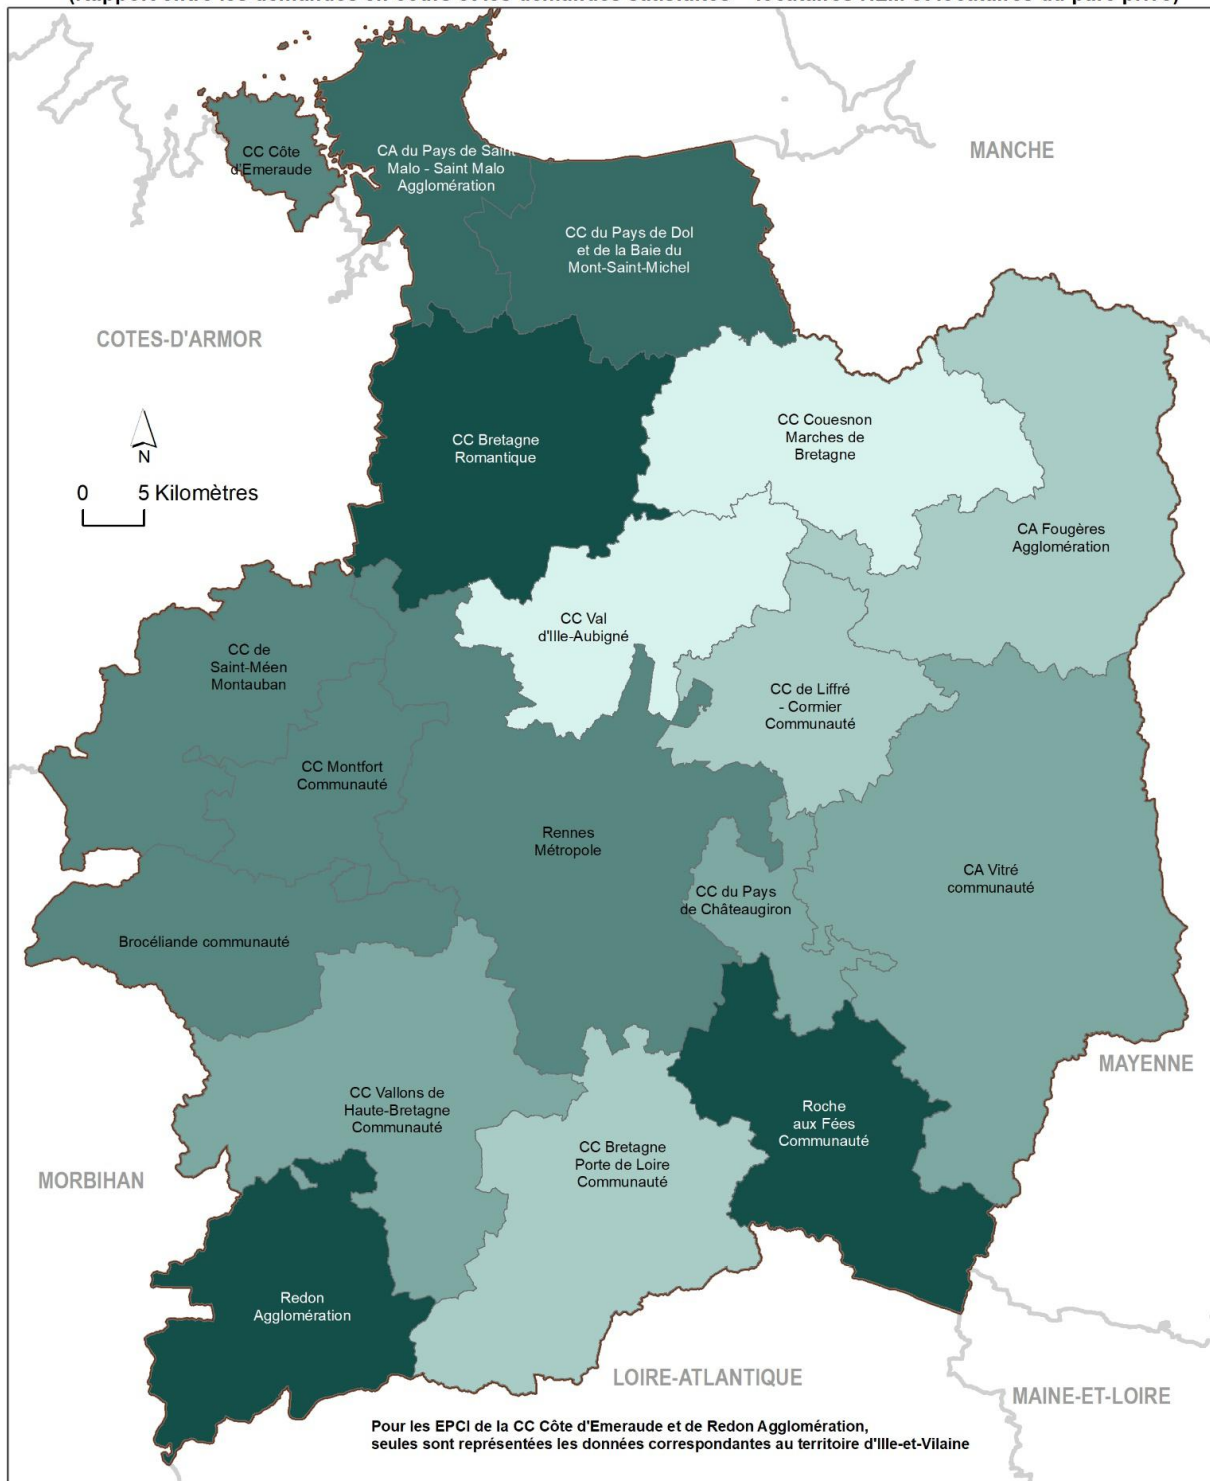 MANCHE
CC Côte
d'Emeraude
CA du Pays de Saint
Malo - Saint Malo
Agglomération
CC du Pays de Dol
et de la Baie du
Mont-Saint-Michel
COTES-D'ARMOR
N
0 5 Kilomètres
CC Bretagne
Romantique
CC Couesnon
Marches de
Bretagne
CA Fougères
Agglomération
CC Val
d'Ille-Aubigné
CC de
Saint-Méen
Montauban
CC de Liffré
- Cormier
Communauté
CC Montfort
Communauté
Rennes
Métropole
CA Vitré
communauté
CC du Pays
de Châteaugiron
Brocéliande communauté
MAYENNE
CC Vallons de
Haute-Bretagne
Communauté
Roche
aux Fées
Communauté
CC Bretagne
Porte de Loire
Communauté
MORBIHAN
Redon
Agglomération
LOIRE-ATLANTIQUE
MAINE-ET-LOIRE
Pour les EPCI de la CC Côte d'Emeraude et de Redon Agglomération,
seules sont représentées les données correspondantes au territoire d'Ille-et-Vilaine